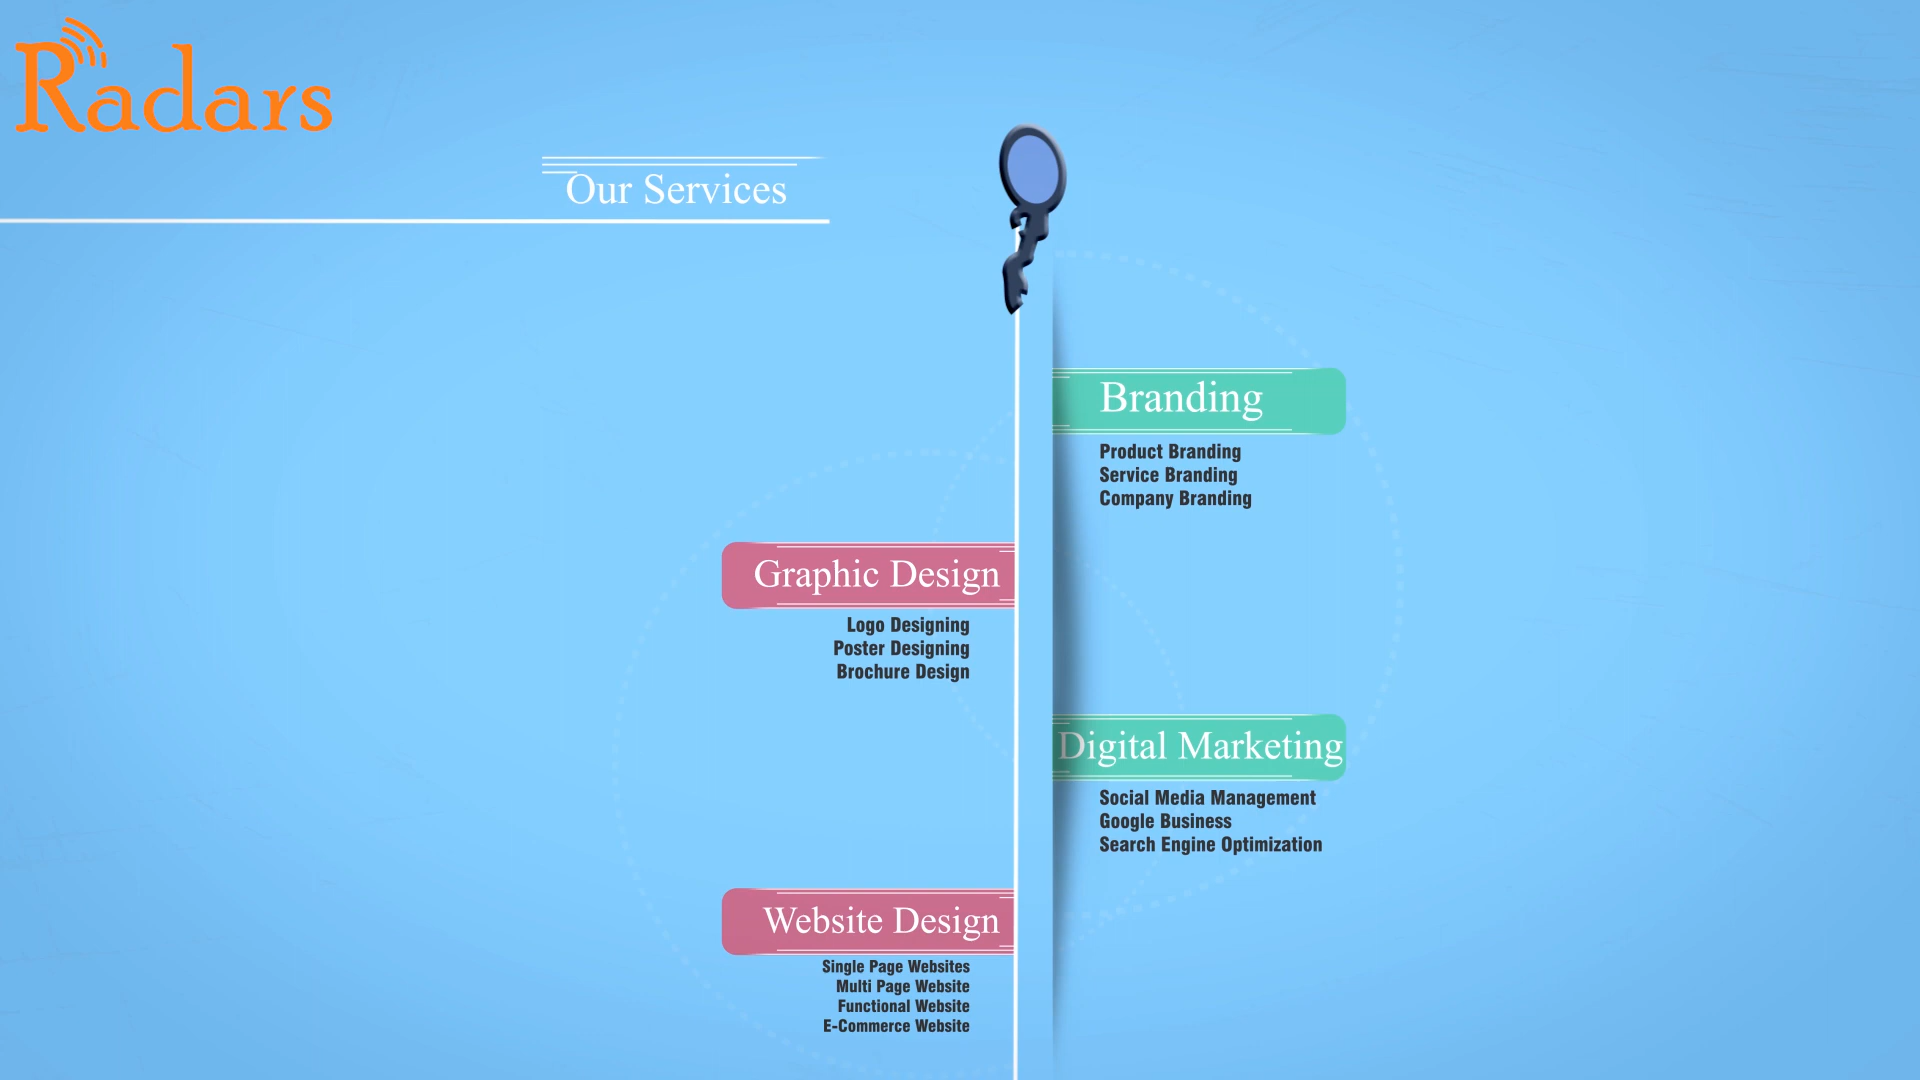 Radars
Our Services
Branding
Product Branding
Service Branding
Company Branding
Graphic Design
Logo Designing
Poster Designing
Brochure Design
Digital Marketing
Social Media Management
Google Business
Search Engine Optimization
Website Design
Single Page Websites
Multi Page Website
Functional Website
E-Commerce Website